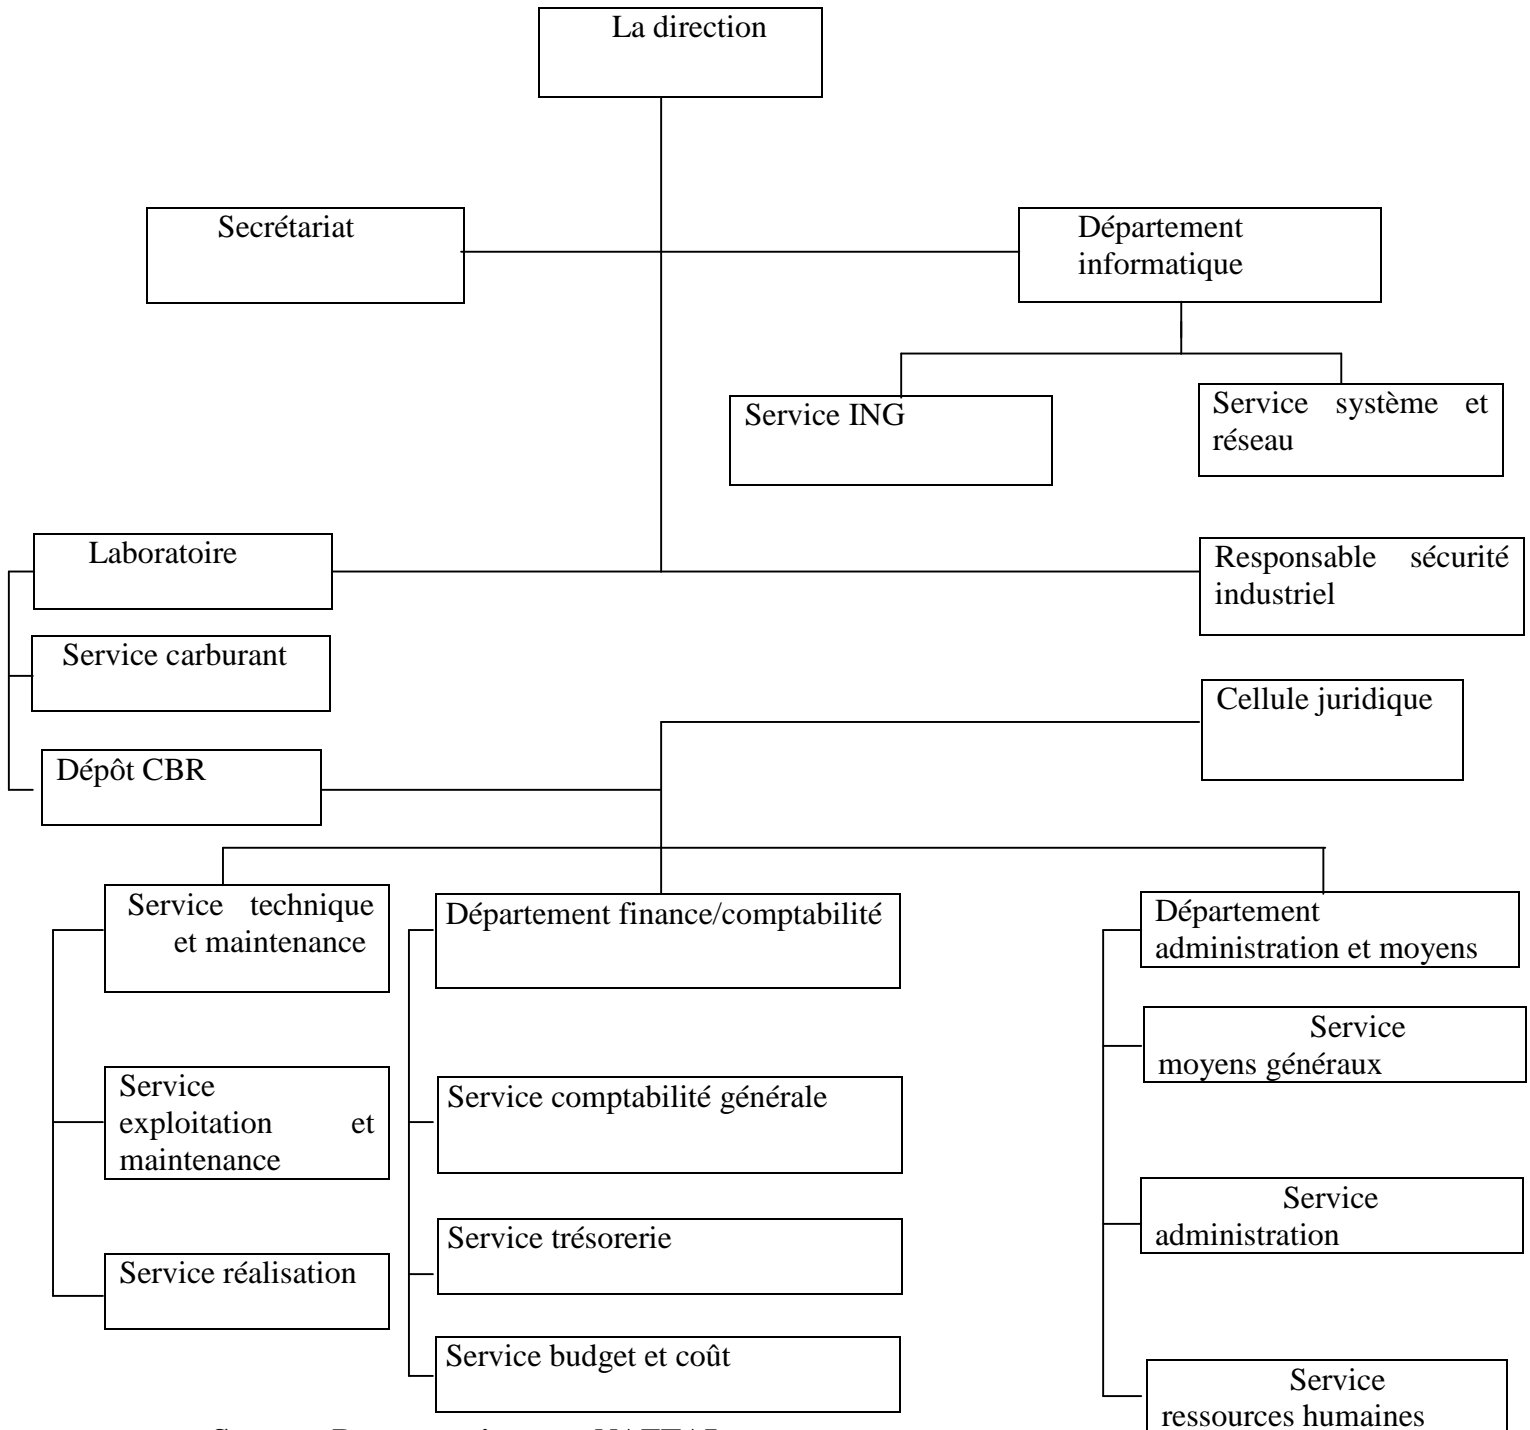 La direction
Secrétariat
Département
informatique
Service ING
Service système et
réseau
Laboratoire
Responsable sécurité
industriel
Service carburant
Cellule juridique
Dépôt CBR
Service technique
et maintenance
Département finance/comptabilité
Département
administration et moyens
Service
moyens généraux
Service
exploitation et
maintenance
Service comptabilité générale
Service
administration
Service trésorerie
Service réalisation
Service budget et coût
Service
ressources humaines